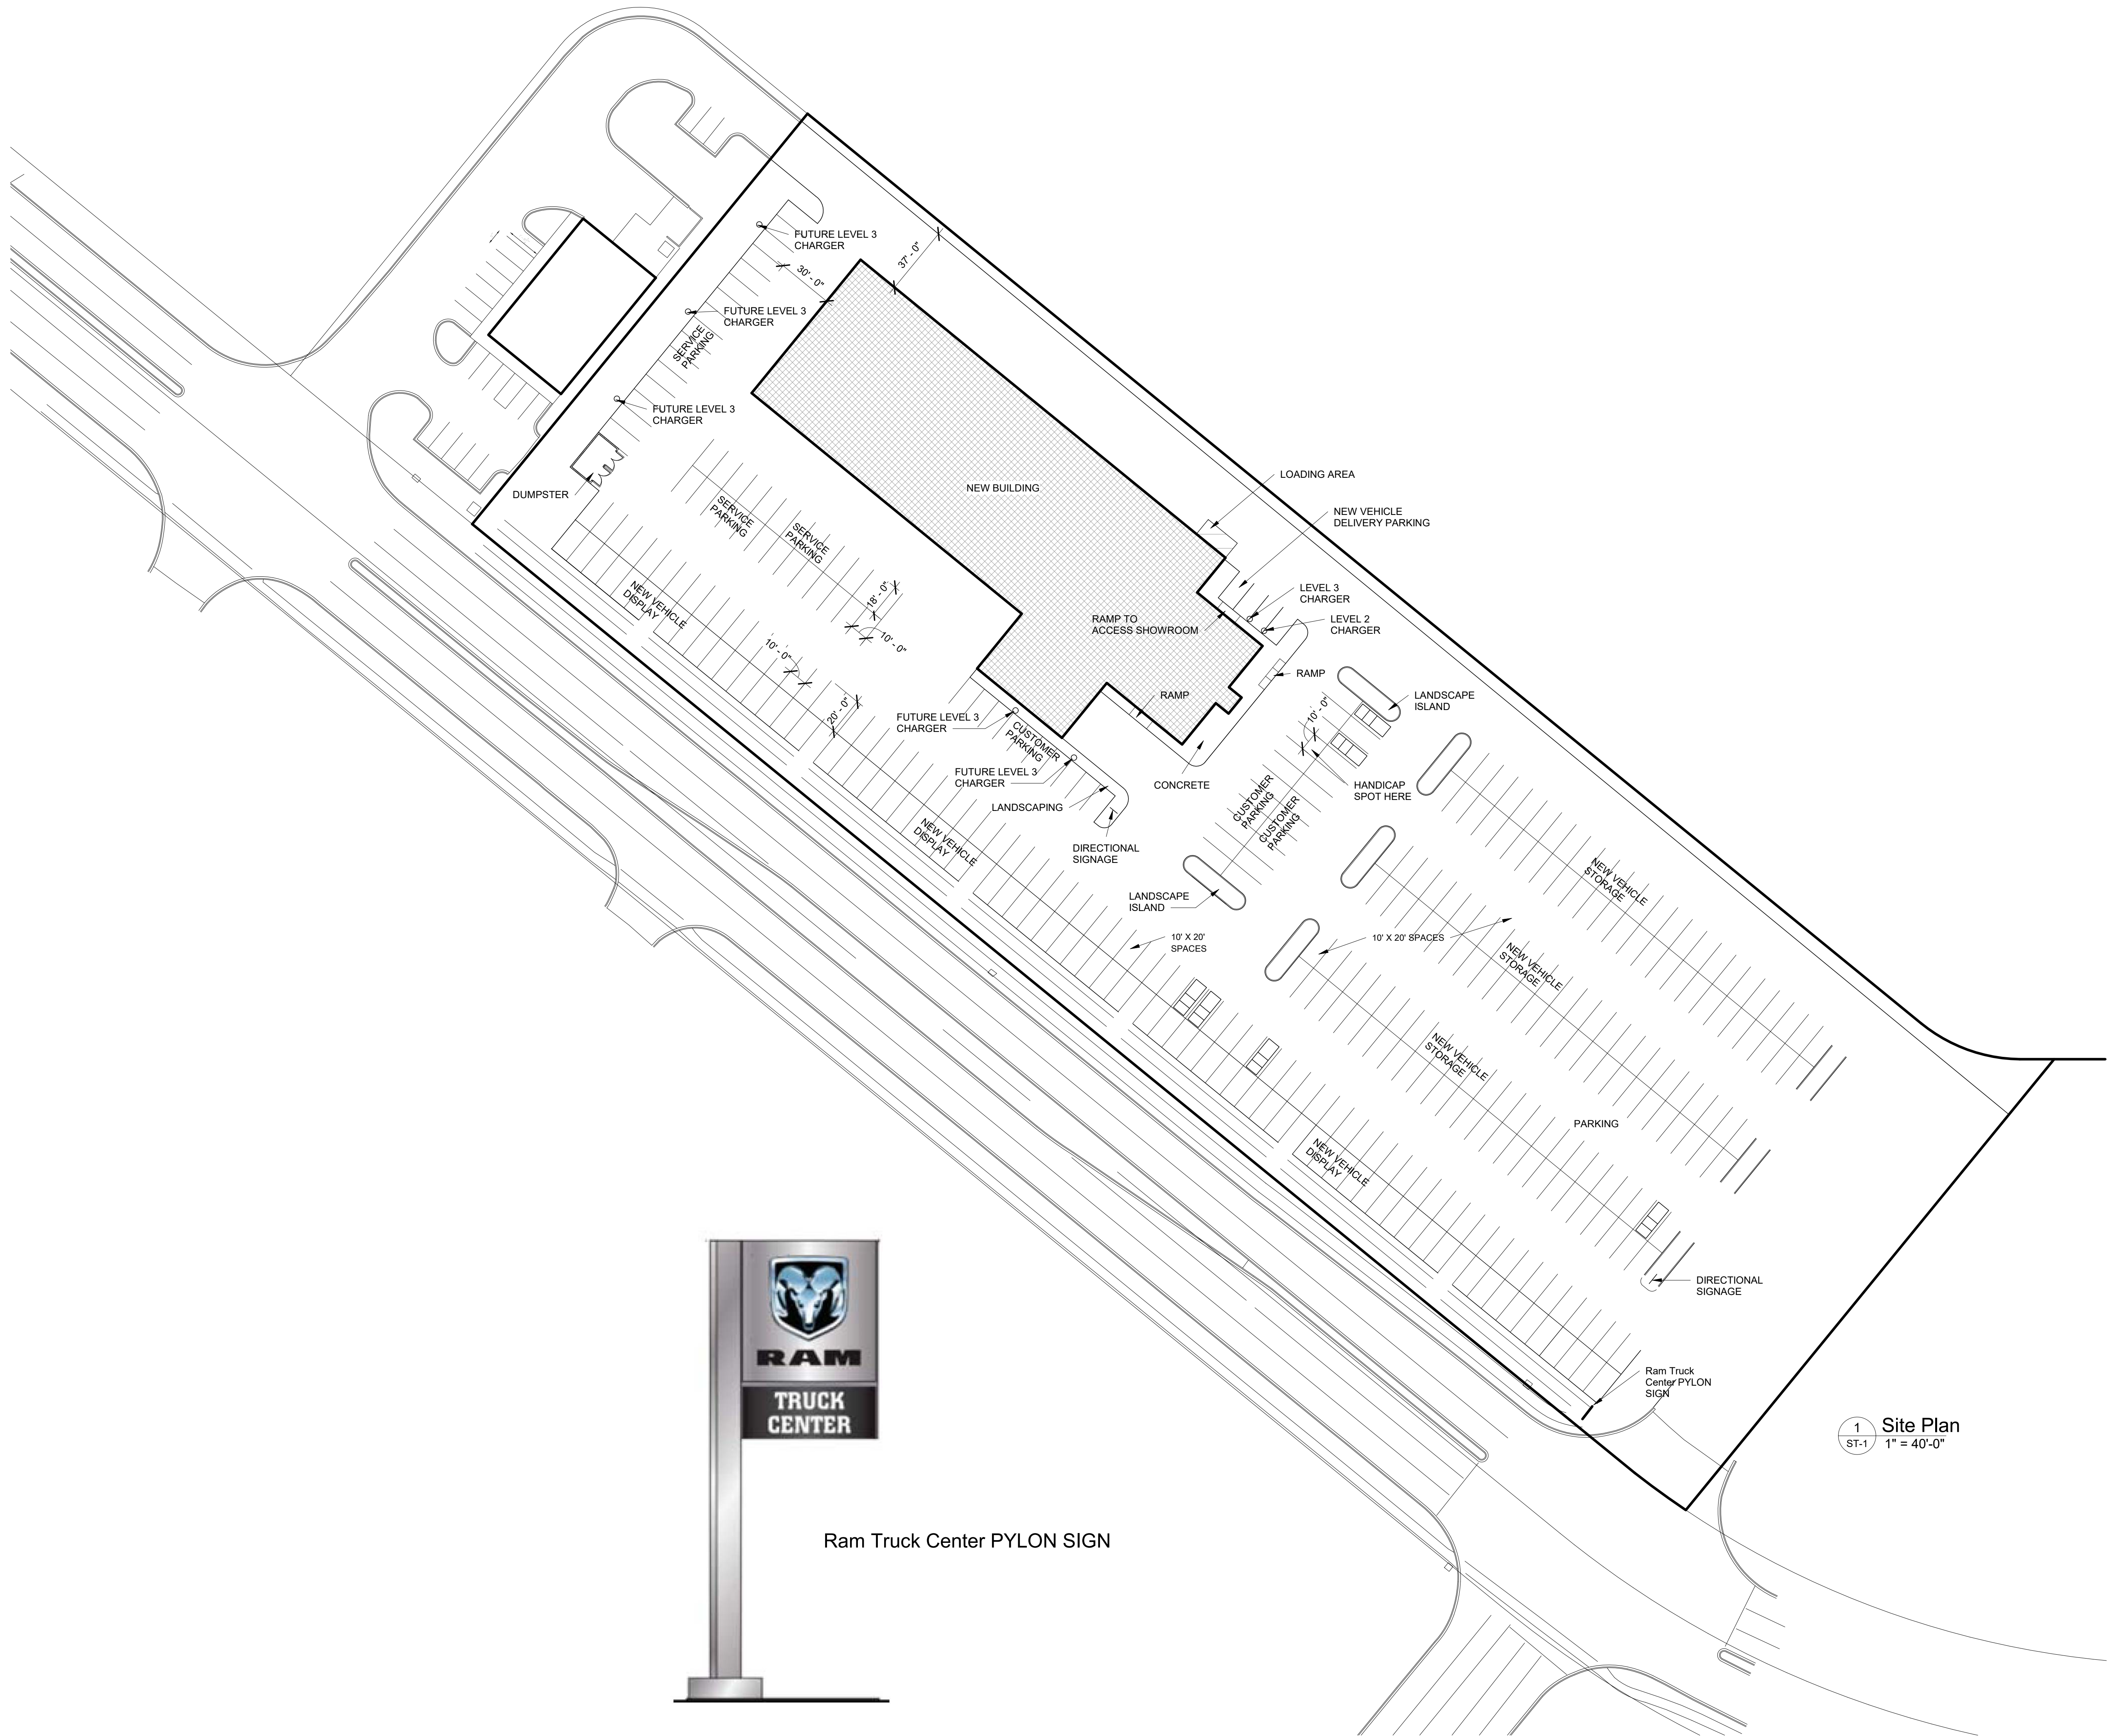 FUTURE LEVEL 3
CHARGER
37' - 0"
30' - 0"
FUTURE LEVEL 3
CHARGER
SERVICE
PARKING
FUTURE LEVEL 3
CHARGER
DUMPSTER
NEW BUILDING
LOADING AREA
NEW VEHICLE
DELIVERY PARKING
SERVICE
PARKING
SERVICE
PARKING
NEW VEHICLE
DISPLAY
18' - 0"
10' - 0"
10' - 0"
20' - 0"
LEVEL 3
CHARGER
LEVEL 2
CHARGER
RAMP TO
ACCESS SHOWROOM
RAMP
RAMP
LANDSCAPE
ISLAND
10' - 0"
FUTURE LEVEL 3
CHARGER
CUSTOMER
PARKING
FUTURE LEVEL 3
CHARGER
LANDSCAPING
CONCRETE
HANDICAP
SPOT HERE
CUSTOMER
PARKING
CUSTOMER
PARKING
NEW VEHICLE
DISPLAY
DIRECTIONAL
SIGNAGE
LANDSCAPE
ISLAND
10' X 20'
SPACES
10' X 20' SPACES
NEW VEHICLE
STORAGE
NEW VEHICLE
STORAGE
NEW VEHICLE
STORAGE
PARKING
NEW VEHICLE
DISPLAY
DIRECTIONAL
SIGNAGE
Ram Truck
Center PYLON
SIGN
1
ST-1
Site Plan
1" = 40'-0"
RAM
TRUCK
CENTER
Ram Truck Center PYLON SIGN